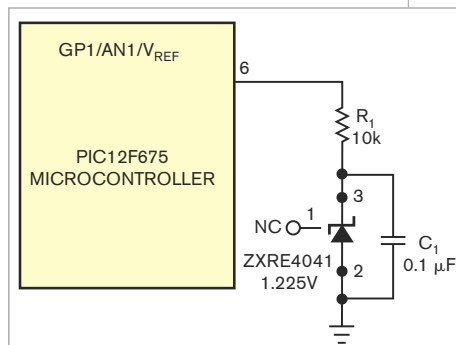 GP1/AN1/VREF
6
R1
10k
PIC12F675
MICROCONTROLLER
3
NC
1
ZXRE4041
1.225V
2
C1
0.1 μF